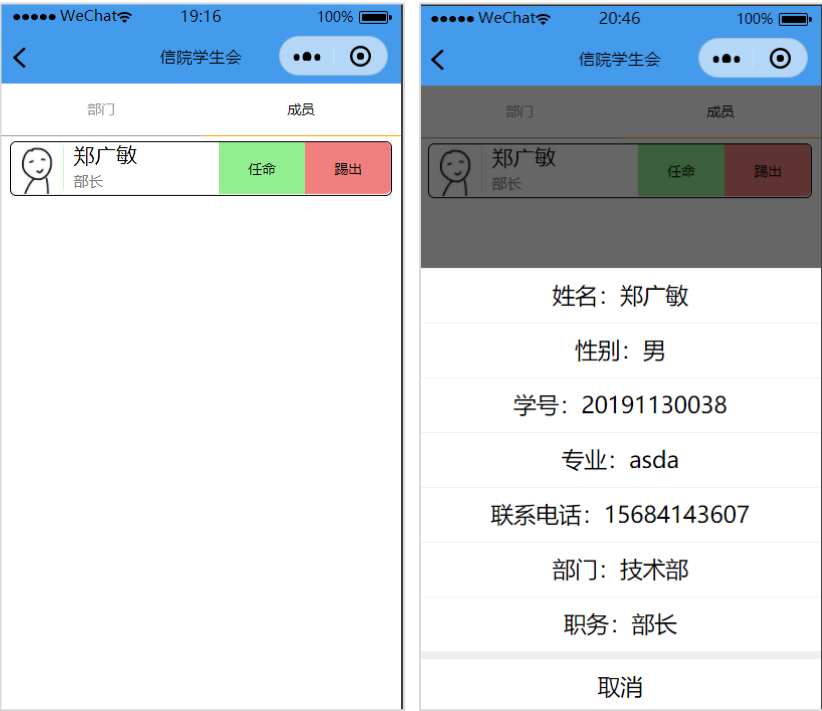 ●●●●● WeChat 19:16 100%
信院学生会
部门 成员
郑广敏
部长
任命 踢出
●●●●● WeChat 20:46 100%
信院学生会
部门 成员
郑广敏
部长
任命 踢出
姓名：郑广敏
性别：男
学号：20191130038
专业：asda
联系电话：15684143607
部门：技术部
职务：部长
取消